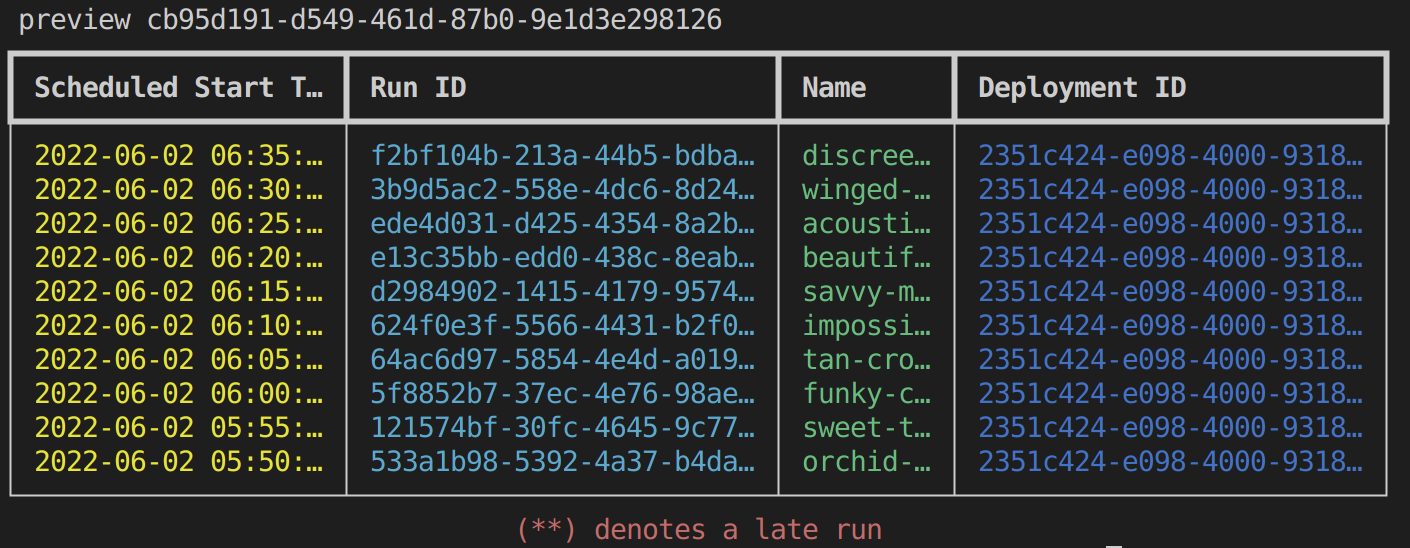 preview cb95d191-d549-461d-87b0-9e1d3e298126
Scheduled Start T… Run ID Name Deployment ID
2022-06-02 06:35:… f2bf104b-213a-44b5-bdba… discree… 2351c424-e098-4000-9318…
2022-06-02 06:30:… 3b9d5ac2-558e-4dc6-8d24… winged-… 2351c424-e098-4000-9318…
2022-06-02 06:25:… ede4d031-d425-4354-8a2b… acousti… 2351c424-e098-4000-9318…
2022-06-02 06:20:… e13c35bb-edd0-438c-8eab… beautif… 2351c424-e098-4000-9318…
2022-06-02 06:15:… d2984902-1415-4179-9574… savvy-m… 2351c424-e098-4000-9318…
2022-06-02 06:10:… 624f0e3f-5566-4431-b2f0… impossi… 2351c424-e098-4000-9318…
2022-06-02 06:05:… 64ac6d97-5854-4e4d-a019… tan-cro… 2351c424-e098-4000-9318…
2022-06-02 06:00:… 5f8852b7-37ec-4e76-98ae… funky-c… 2351c424-e098-4000-9318…
2022-06-02 05:55:… 121574bf-30fc-4645-9c77… sweet-t… 2351c424-e098-4000-9318…
2022-06-02 05:50:… 533a1b98-5392-4a37-b4da… orchid-… 2351c424-e098-4000-9318…
(**) denotes a late run